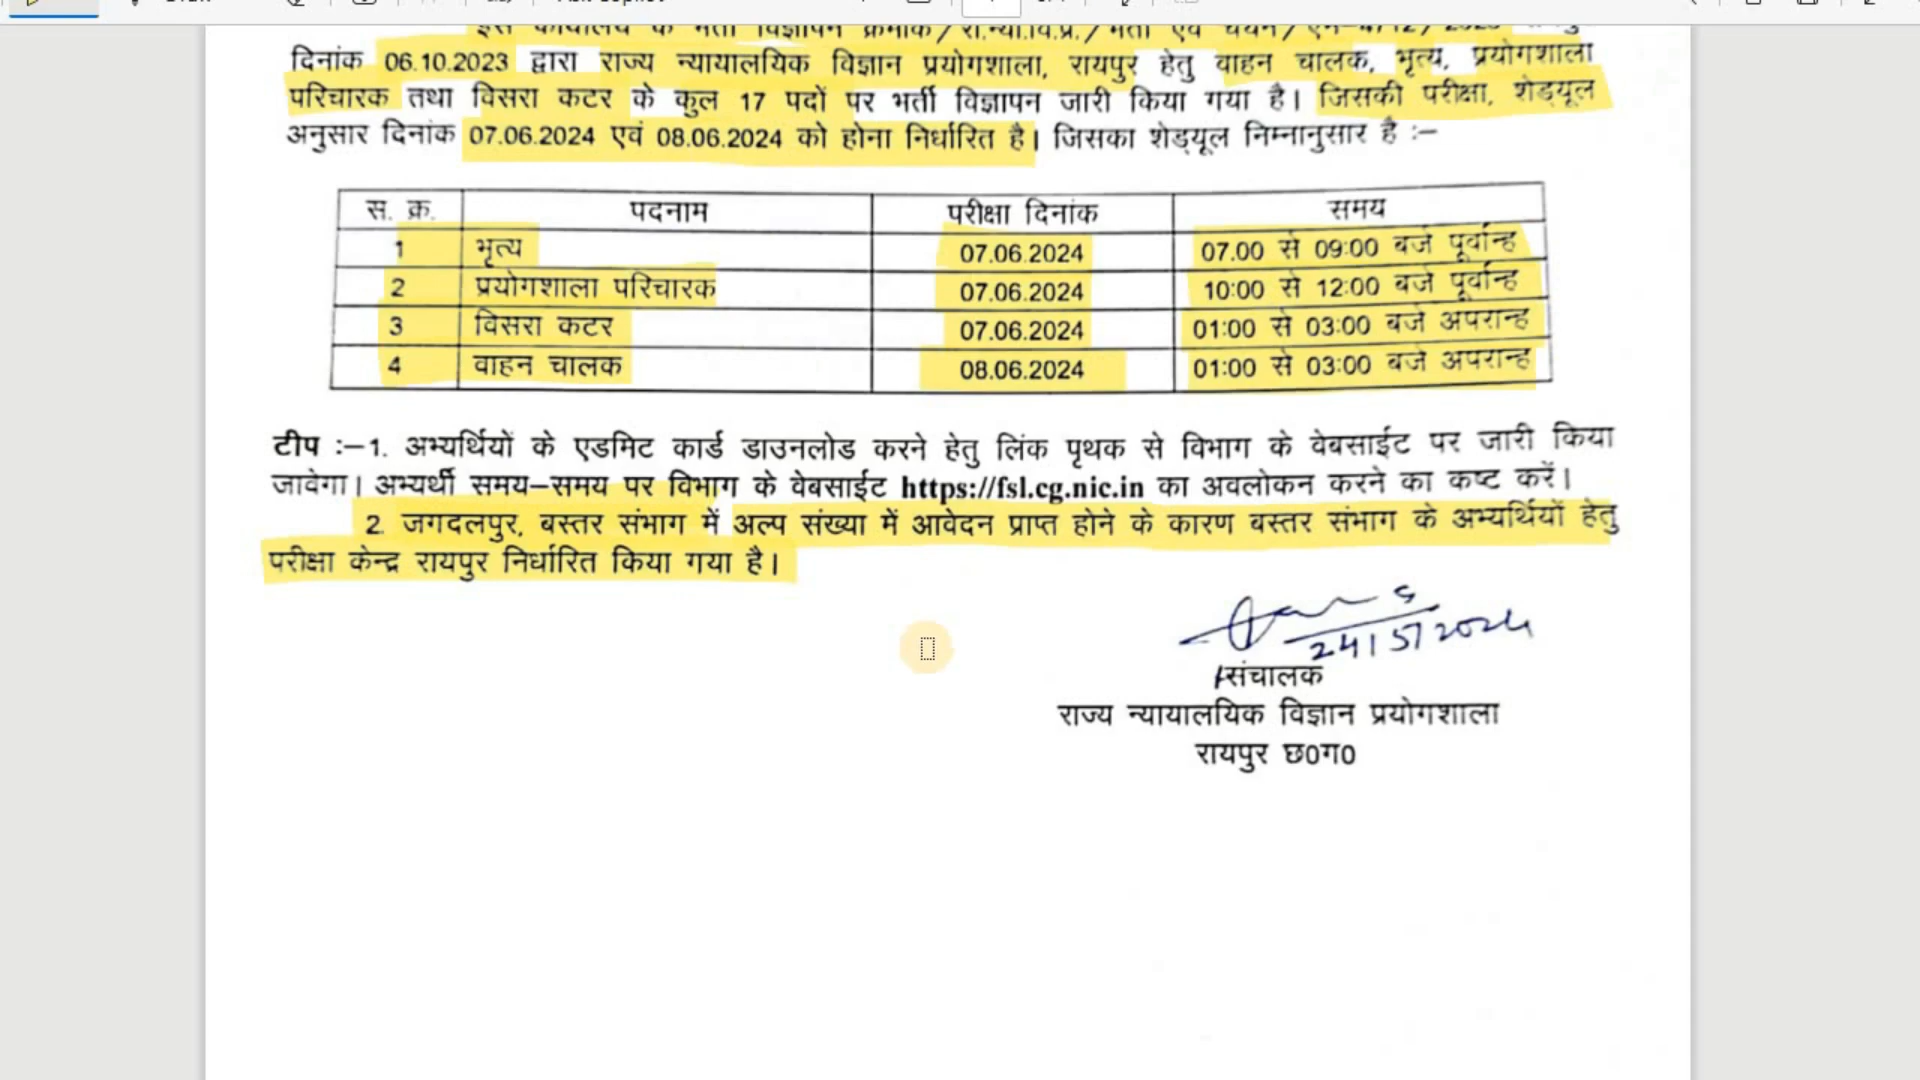 दिनांक 06.10.2023 द्वारा राज्य न्यायालयिक विज्ञान प्रयोगशाला, रायपुर हेतु वाहन चालक, भृत्य, प्रयोगशाला
परिचारक तथा विसरा कटर के कुल 17 पदों पर भर्ती विज्ञापन जारी किया गया है। जिसकी परीक्षा, शेड्यूल
अनुसार दिनांक 07.06.2024 एवं 08.06.2024 को होना निर्धारित है। जिसका शेड्यूल निम्नानुसार है :–
स. क्र. पदनाम परीक्षा दिनांक समय
1 भृत्य 07.06.2024 07.00 से 09:00 बजे पूर्वान्ह
2 प्रयोगशाला परिचारक 07.06.2024 10:00 से 12:00 बजे पूर्वान्ह
3 विसरा कटर 07.06.2024 01:00 से 03:00 बजे अपरान्ह
4 वाहन चालक 08.06.2024 01:00 से 03:00 बजे अपरान्ह
टीप :–1. अभ्यर्थियों के एडमिट कार्ड डाउनलोड करने हेतु लिंक पृथक से विभाग के वेबसाईट पर जारी किया
जावेगा। अभ्यर्थी समय–समय पर विभाग के वेबसाईट https://fsl.cg.nic.in का अवलोकन करने का कष्ट करें।
2. जगदलपुर, बस्तर संभाग में अल्प संख्या में आवेदन प्राप्त होने के कारण बस्तर संभाग के अभ्यर्थियों हेतु
परीक्षा केन्द्र रायपुर निर्धारित किया गया है।
24/5/2024
संचालक
राज्य न्यायालयिक विज्ञान प्रयोगशाला
रायपुर छ0ग0